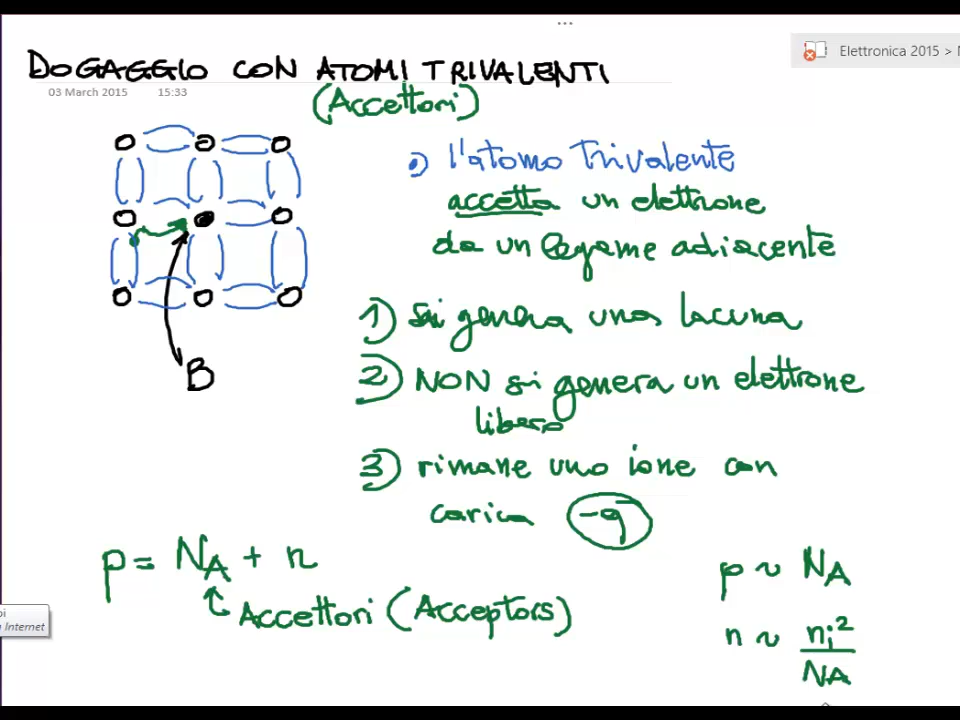 Elettronica 2015 > N
DOGAGGIO CON ATOMI TRIVALENTI
03 March 2015 15:33
(Accettori)
l'atomo Trivalente
accetta un elettrone
da un legame adiacente
1) si genera una lacuna
2) NON si genera un elettrone
libero
3) rimane uno ione con
carica -q
B
p = NA + n
Accettori (Acceptors)
p ~ NA
n ~ ni²
NA
pi
a Internet